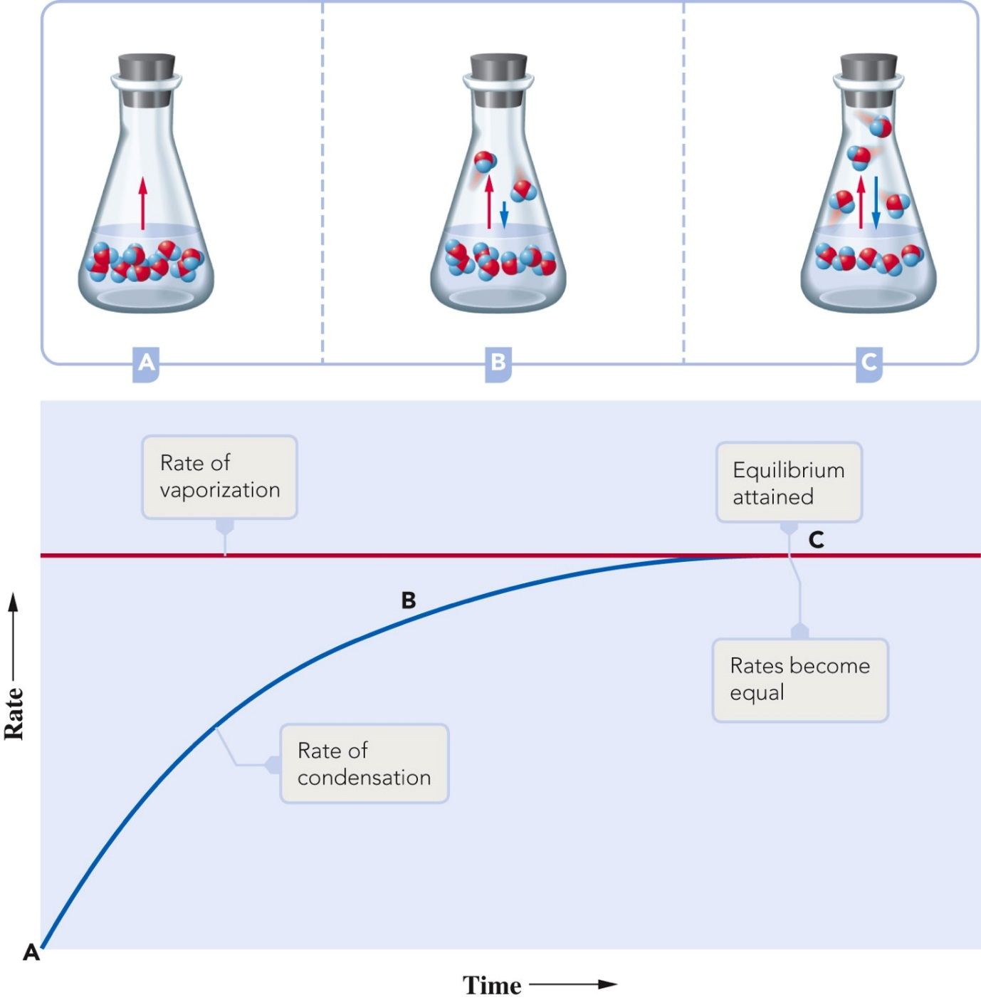 A
B
C
Rate of
vaporization
Equilibrium
attained
C
B
Rates become
equal
Rate of
condensation
Rate
A
Time